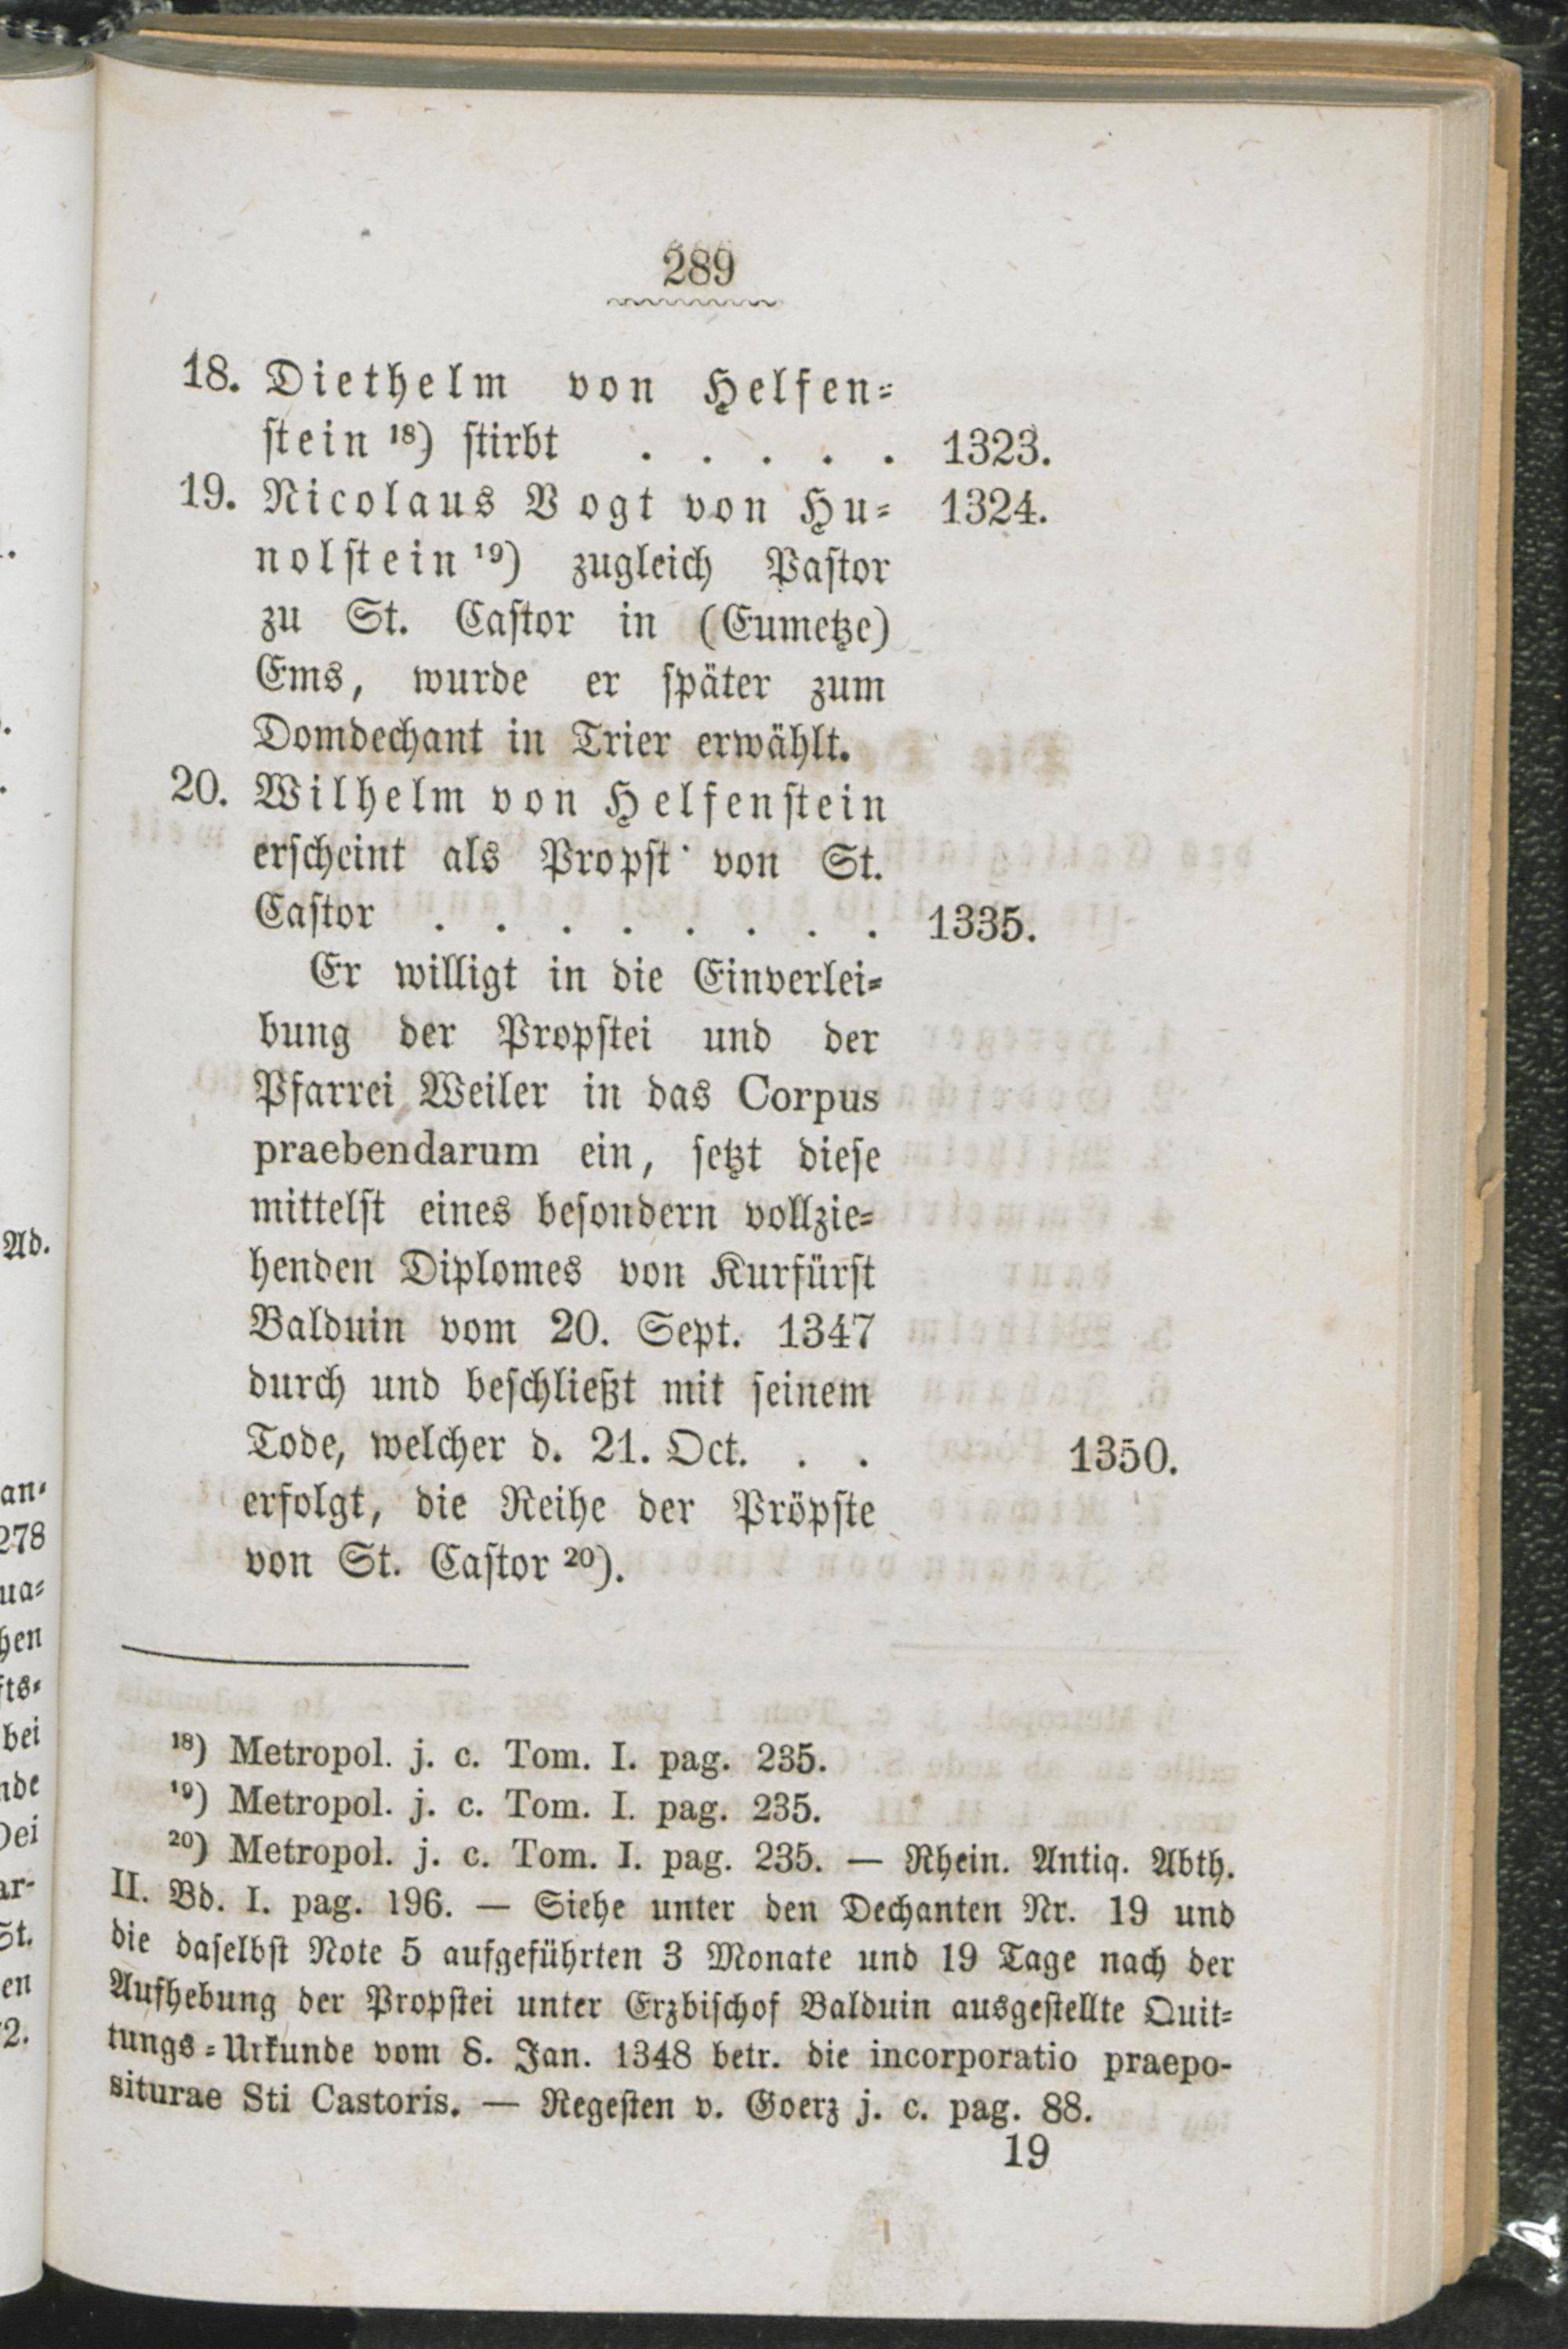 289
18. Diethelm von Helfen-
stein ¹⁸) stirbt . . . . . 1323.
19. Nicolaus Vogt von Hu- 1324.
nolstein ¹⁹) zugleich Pastor
zu St. Castor in (Eumetze)
Ems, wurde er später zum
Domdechant in Trier erwählt.
20. Wilhelm von Helfenstein
erscheint als Propst von St.
Castor . . . . . . . . 1335.
Er willigt in die Einverlei-
bung der Propstei und der
Pfarrei Weiler in das Corpus
praebendarum ein, setzt diese
mittelst eines besondern vollzie-
henden Diplomes von Kurfürst
Balduin vom 20. Sept. 1347
durch und beschließt mit seinem
Tode, welcher d. 21. Oct. . . 1350.
erfolgt, die Reihe der Pröpste
von St. Castor ²⁰).
¹⁸) Metropol. j. c. Tom. I. pag. 235.
¹⁹) Metropol. j. c. Tom. I. pag. 235.
²⁰) Metropol. j. c. Tom. I. pag. 235. — Rhein. Antiq. Abth.
II. Bd. I. pag. 196. — Siehe unter den Dechanten Nr. 19 und
die daselbst Note 5 aufgeführten 3 Monate und 19 Tage nach der
Aufhebung der Propstei unter Erzbischof Balduin ausgestellte Quit-
tungs-Urkunde vom 8. Jan. 1348 betr. die incorporatio praepo-
siturae Sti Castoris. — Regesten v. Goerz j. c. pag. 88.
19